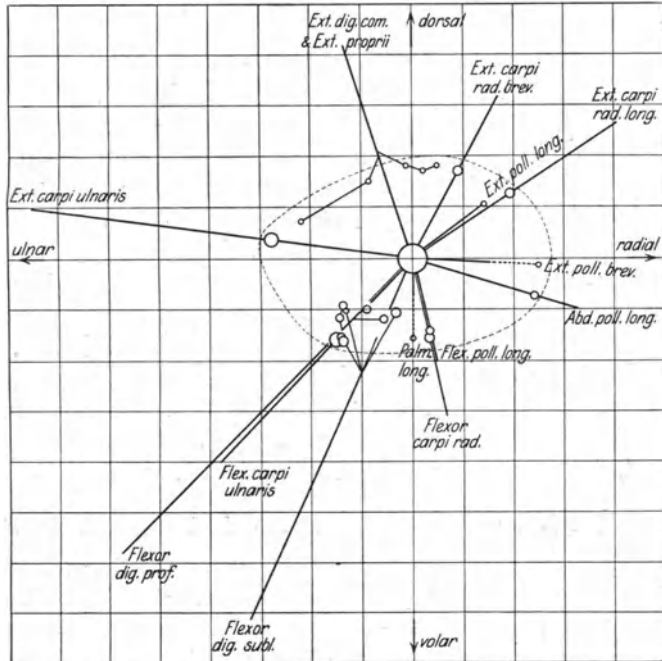 Ext. dig. com.
& Ext. proprii
dorsal
Ext. carpi
rad. brev.
Ext. carpi
rad. long.
Ext. poll. long.
Ext. carpi ulnaris
ulnar
radial
Ext. poll. brev.
Abd. poll. long.
Palm.
long.
Flex. poll. long.
Flexor
carpi rad.
Flex. carpi
ulnaris
Flexor
dig. prof.
Flexor
dig. subl.
volar